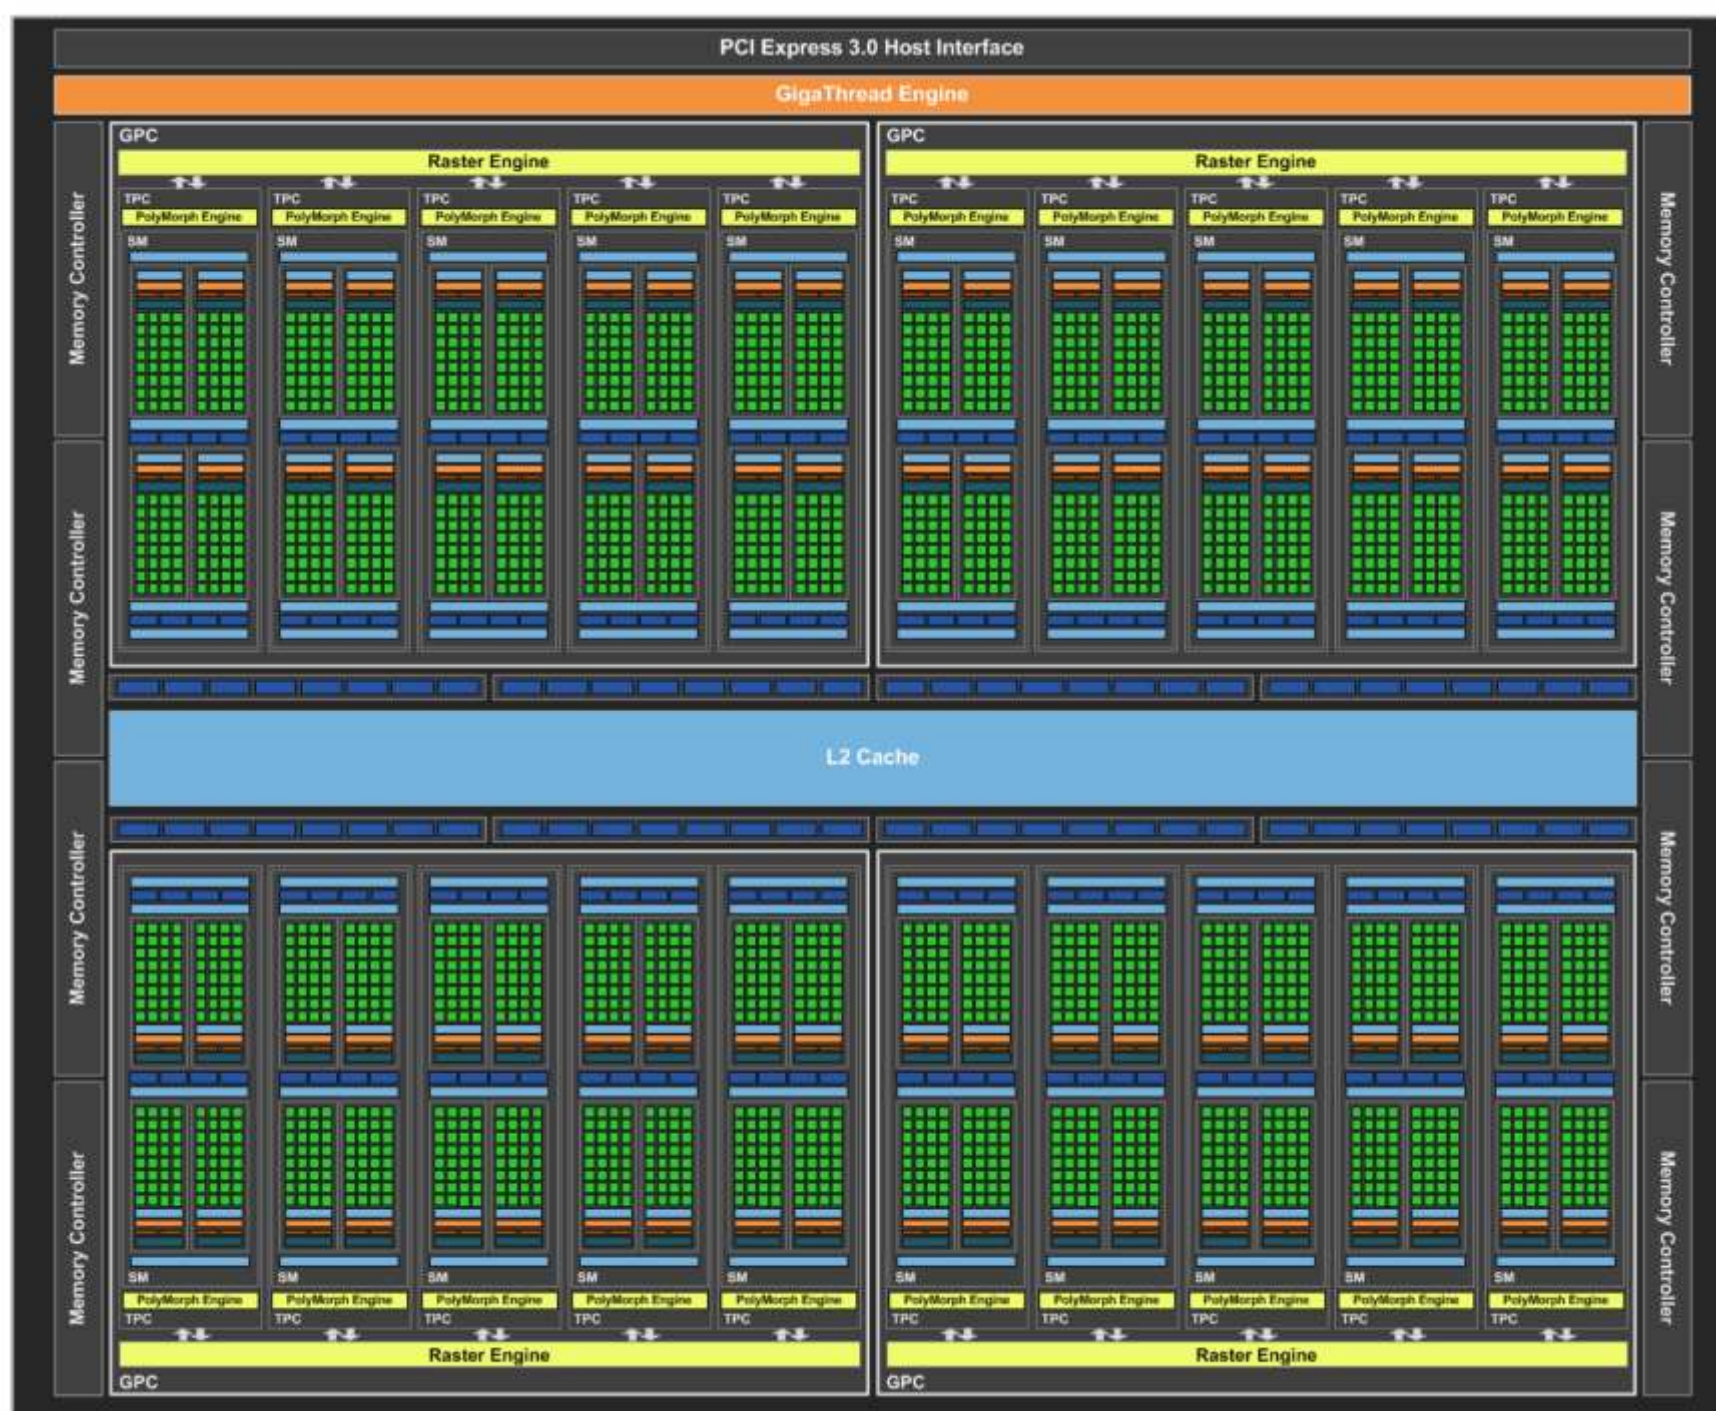 PCI Express 3.0 Host Interface
GigaThread Engine
GPC
GPC
Raster Engine
Raster Engine
TPC TPC TPC TPC TPC
TPC TPC TPC TPC TPC
PolyMorph Engine PolyMorph Engine PolyMorph Engine PolyMorph Engine PolyMorph Engine
PolyMorph Engine PolyMorph Engine PolyMorph Engine PolyMorph Engine PolyMorph Engine
SM SM SM SM SM
SM SM SM SM SM
Memory Controller
Memory Controller
Memory Controller
Memory Controller
L2 Cache
Memory Controller
Memory Controller
Memory Controller
Memory Controller
SM SM SM SM SM
SM SM SM SM SM
PolyMorph Engine PolyMorph Engine PolyMorph Engine PolyMorph Engine PolyMorph Engine
PolyMorph Engine PolyMorph Engine PolyMorph Engine PolyMorph Engine PolyMorph Engine
TPC TPC TPC TPC TPC
TPC TPC TPC TPC TPC
Raster Engine
Raster Engine
GPC
GPC